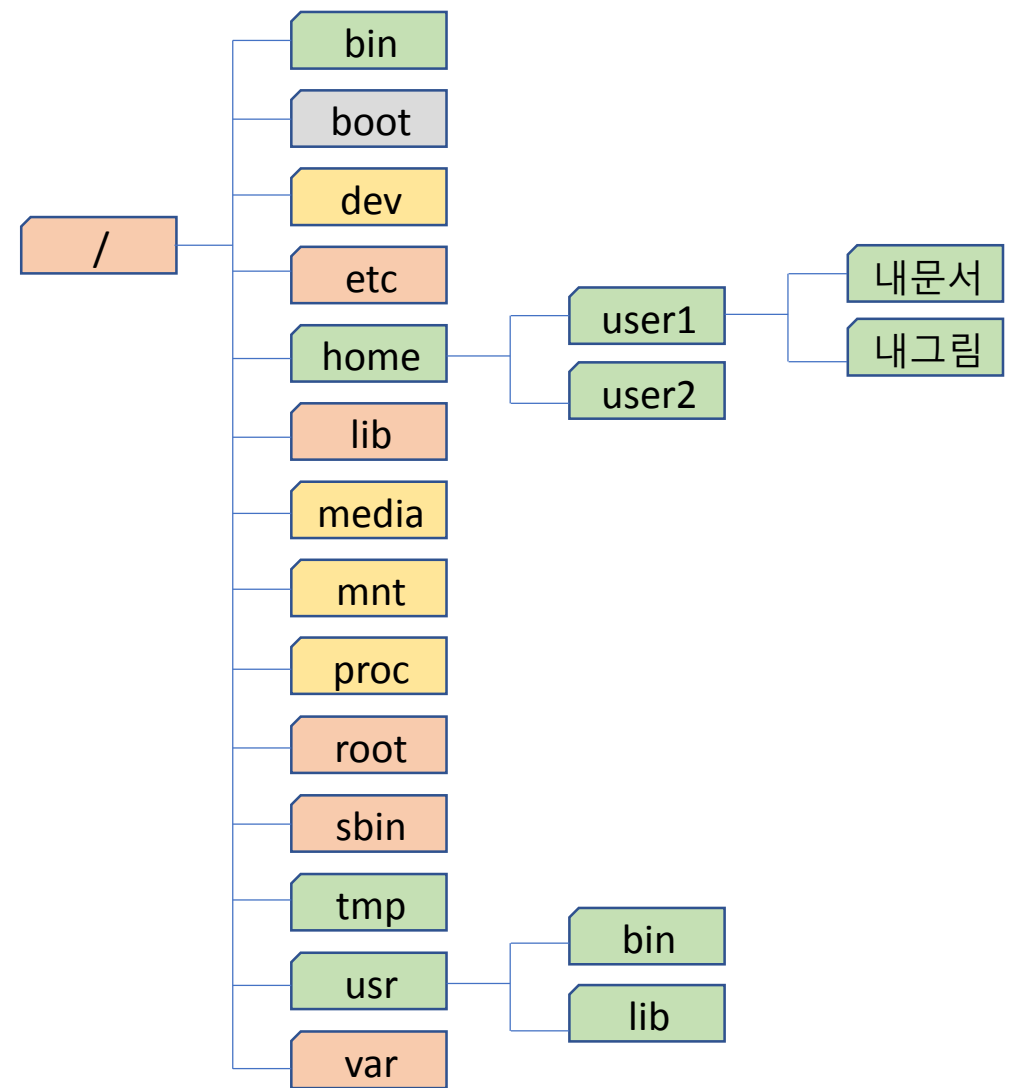 /
bin
boot
dev
etc
home
user1
내문서
내그림
user2
lib
media
mnt
proc
root
sbin
tmp
usr
bin
lib
var